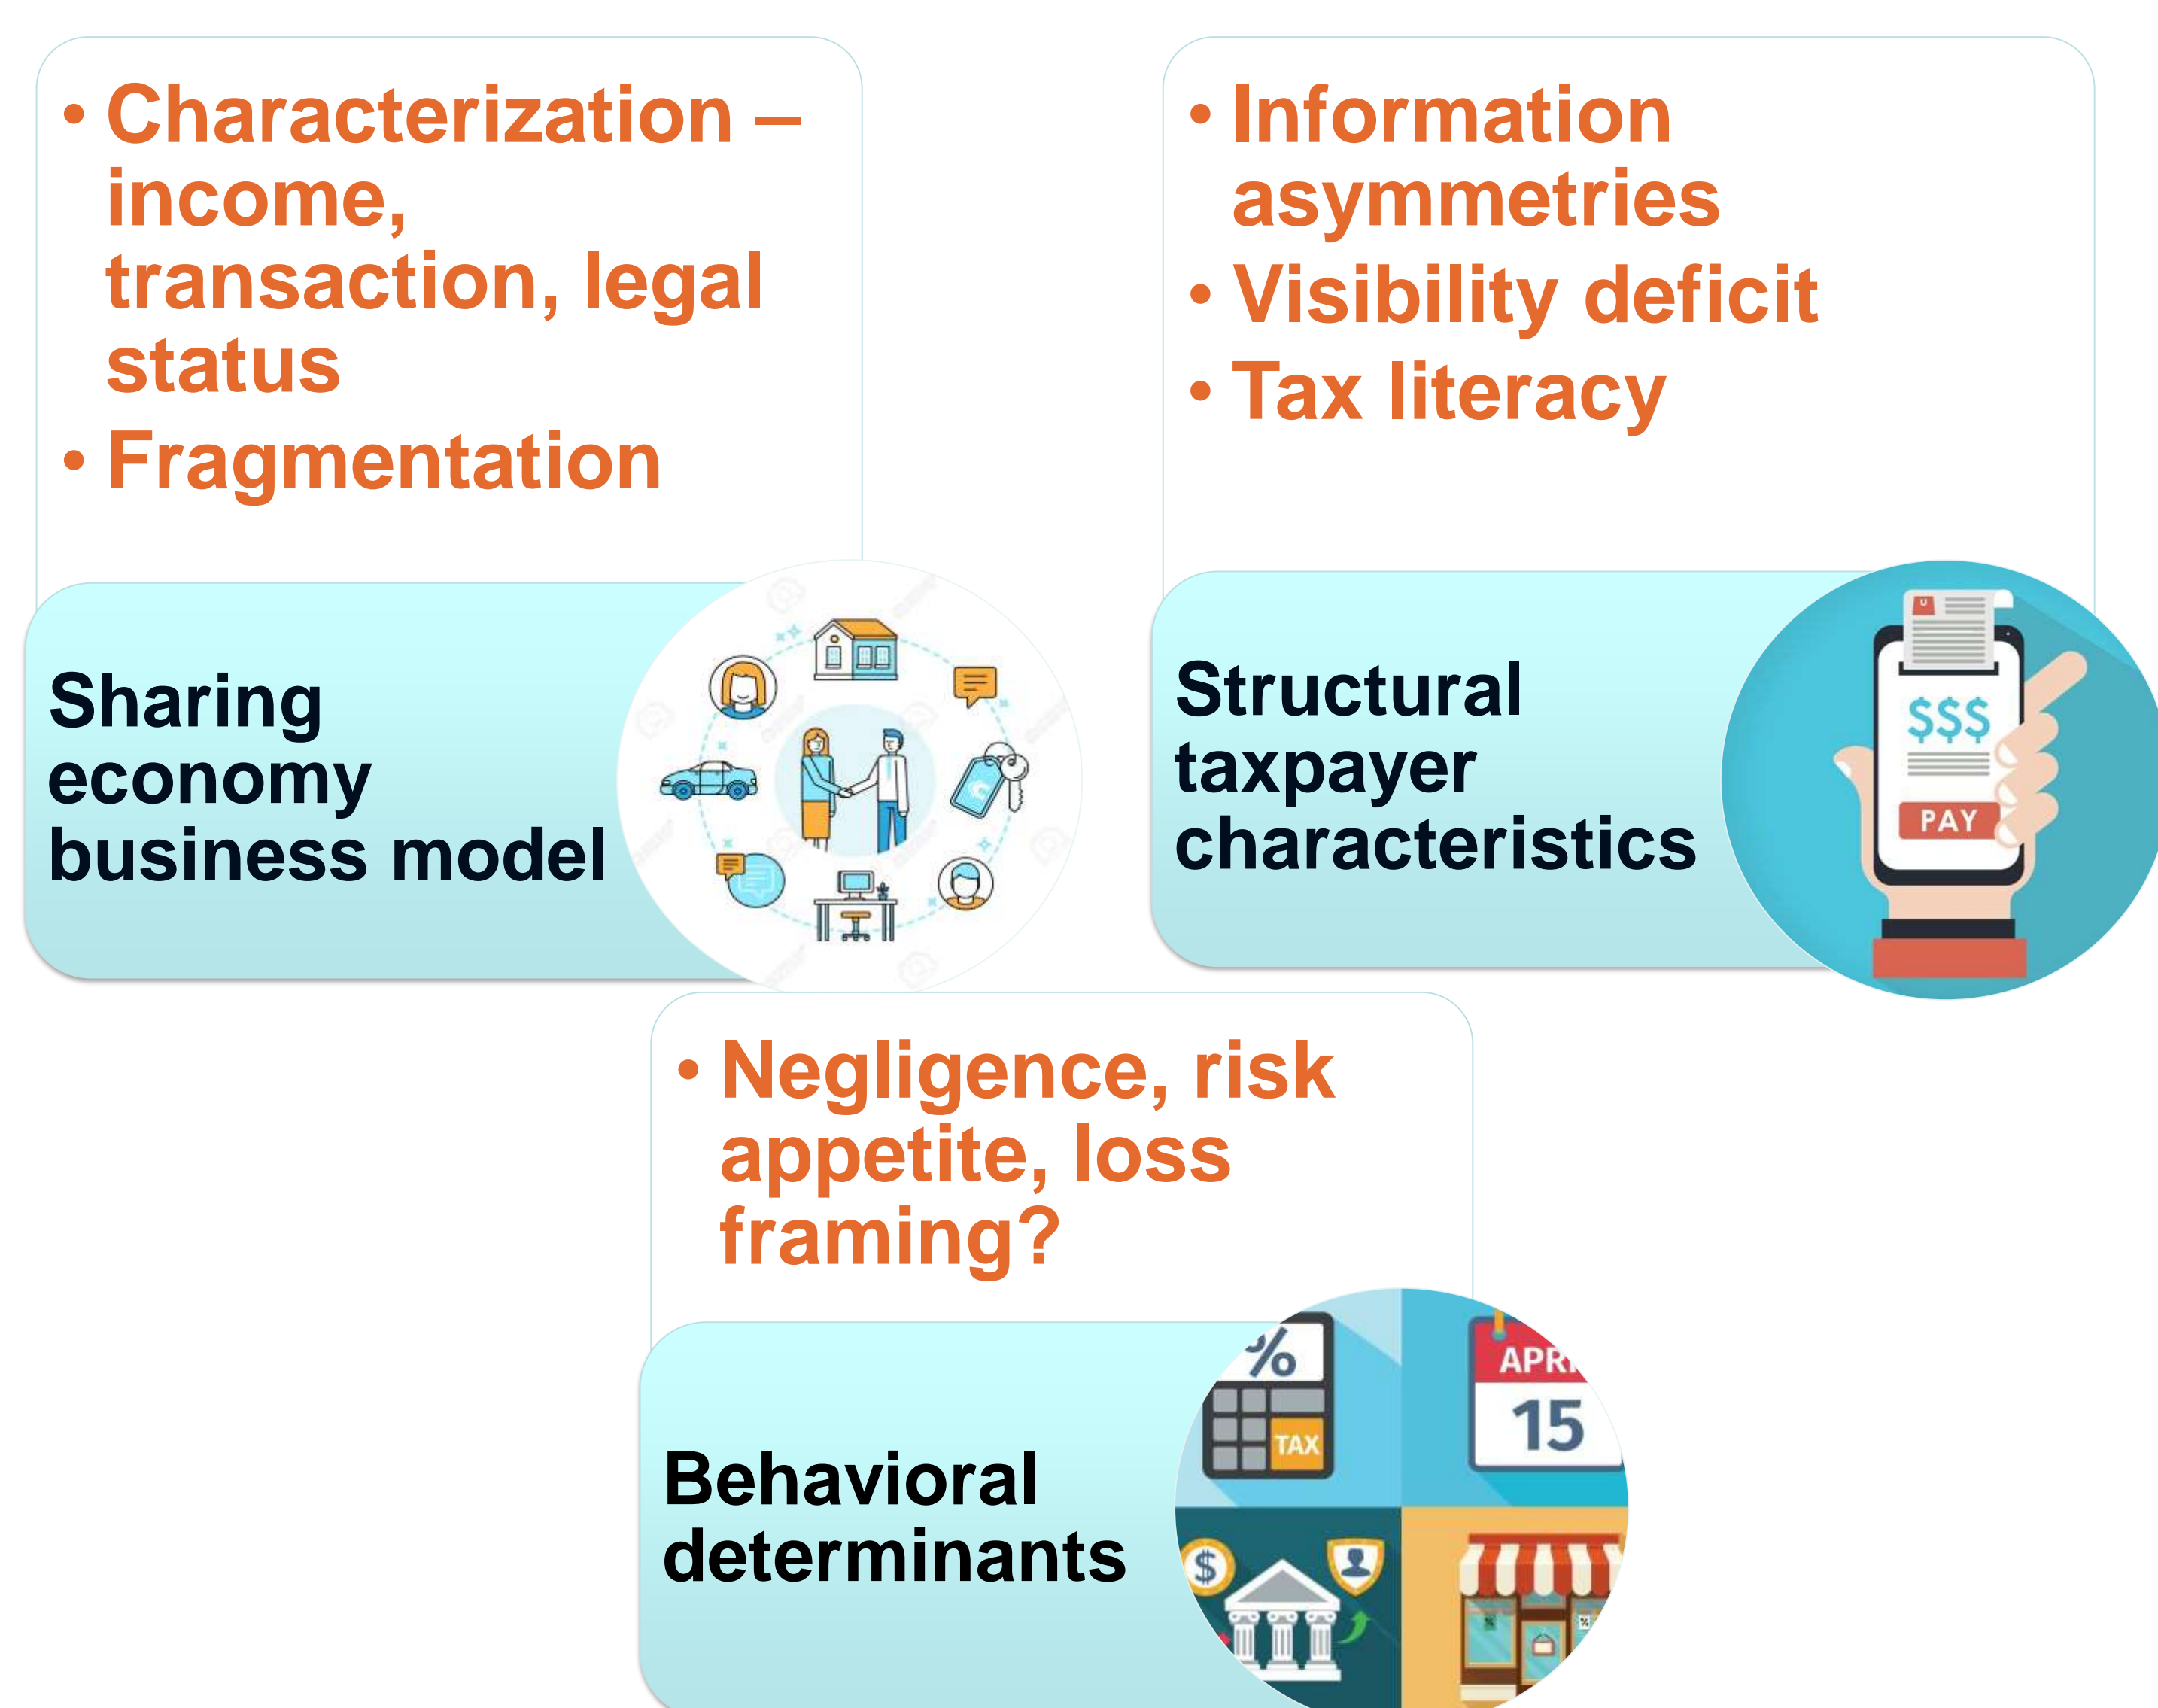 • Characterization –
income,
transaction, legal
status
• Fragmentation
Sharing
economy
business model
• Information
asymmetries
• Visibility deficit
• Tax literacy
Structural
taxpayer
characteristics
U
$$$
PAY
• Negligence, risk
appetite, loss
framing?
Behavioral
determinants
%
TAX
APRI
15
$
%
%